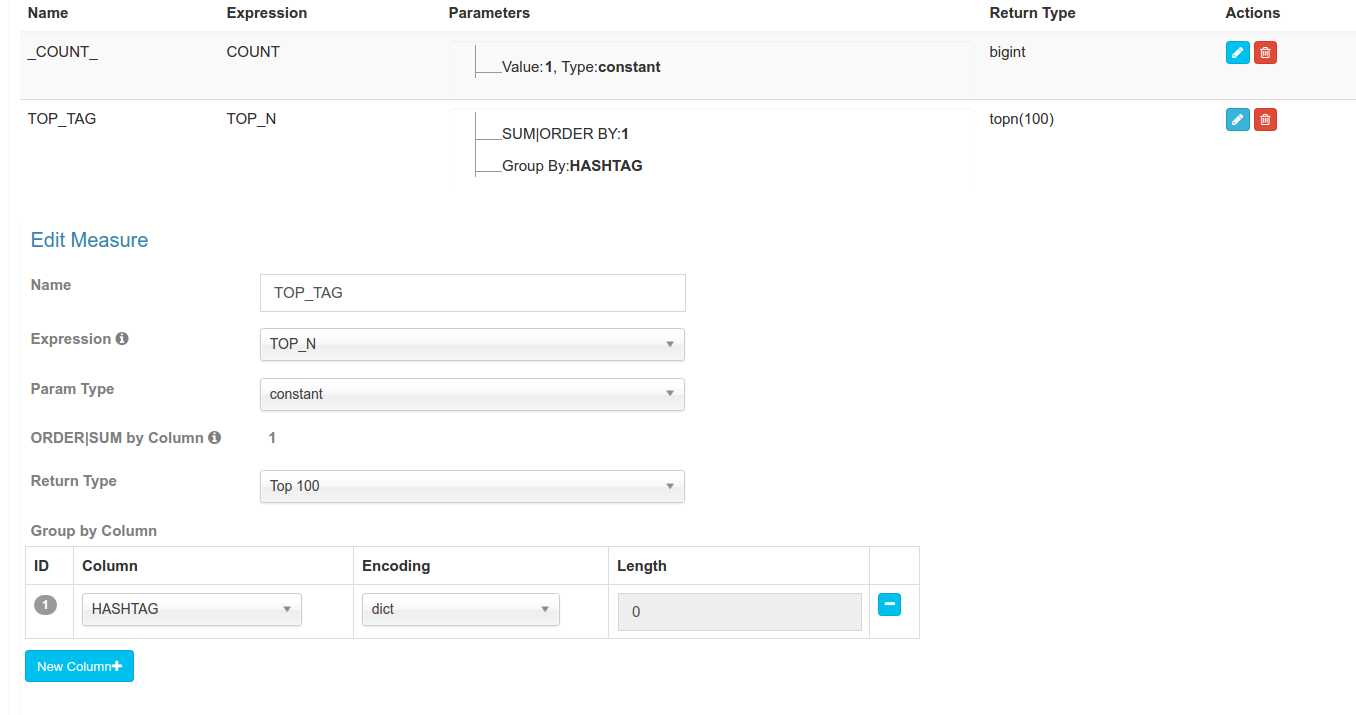 Name Expression Parameters Return Type Actions
_COUNT_ COUNT Value:1, Type:constant bigint
TOP_TAG TOP_N SUM|ORDER BY:1 topn(100)
Group By:HASHTAG
Edit Measure
Name TOP_TAG
Expression TOP_N
Param Type constant
ORDER|SUM by Column 1
Return Type Top 100
Group by Column
ID Column Encoding Length
1 HASHTAG dict 0
New Column+